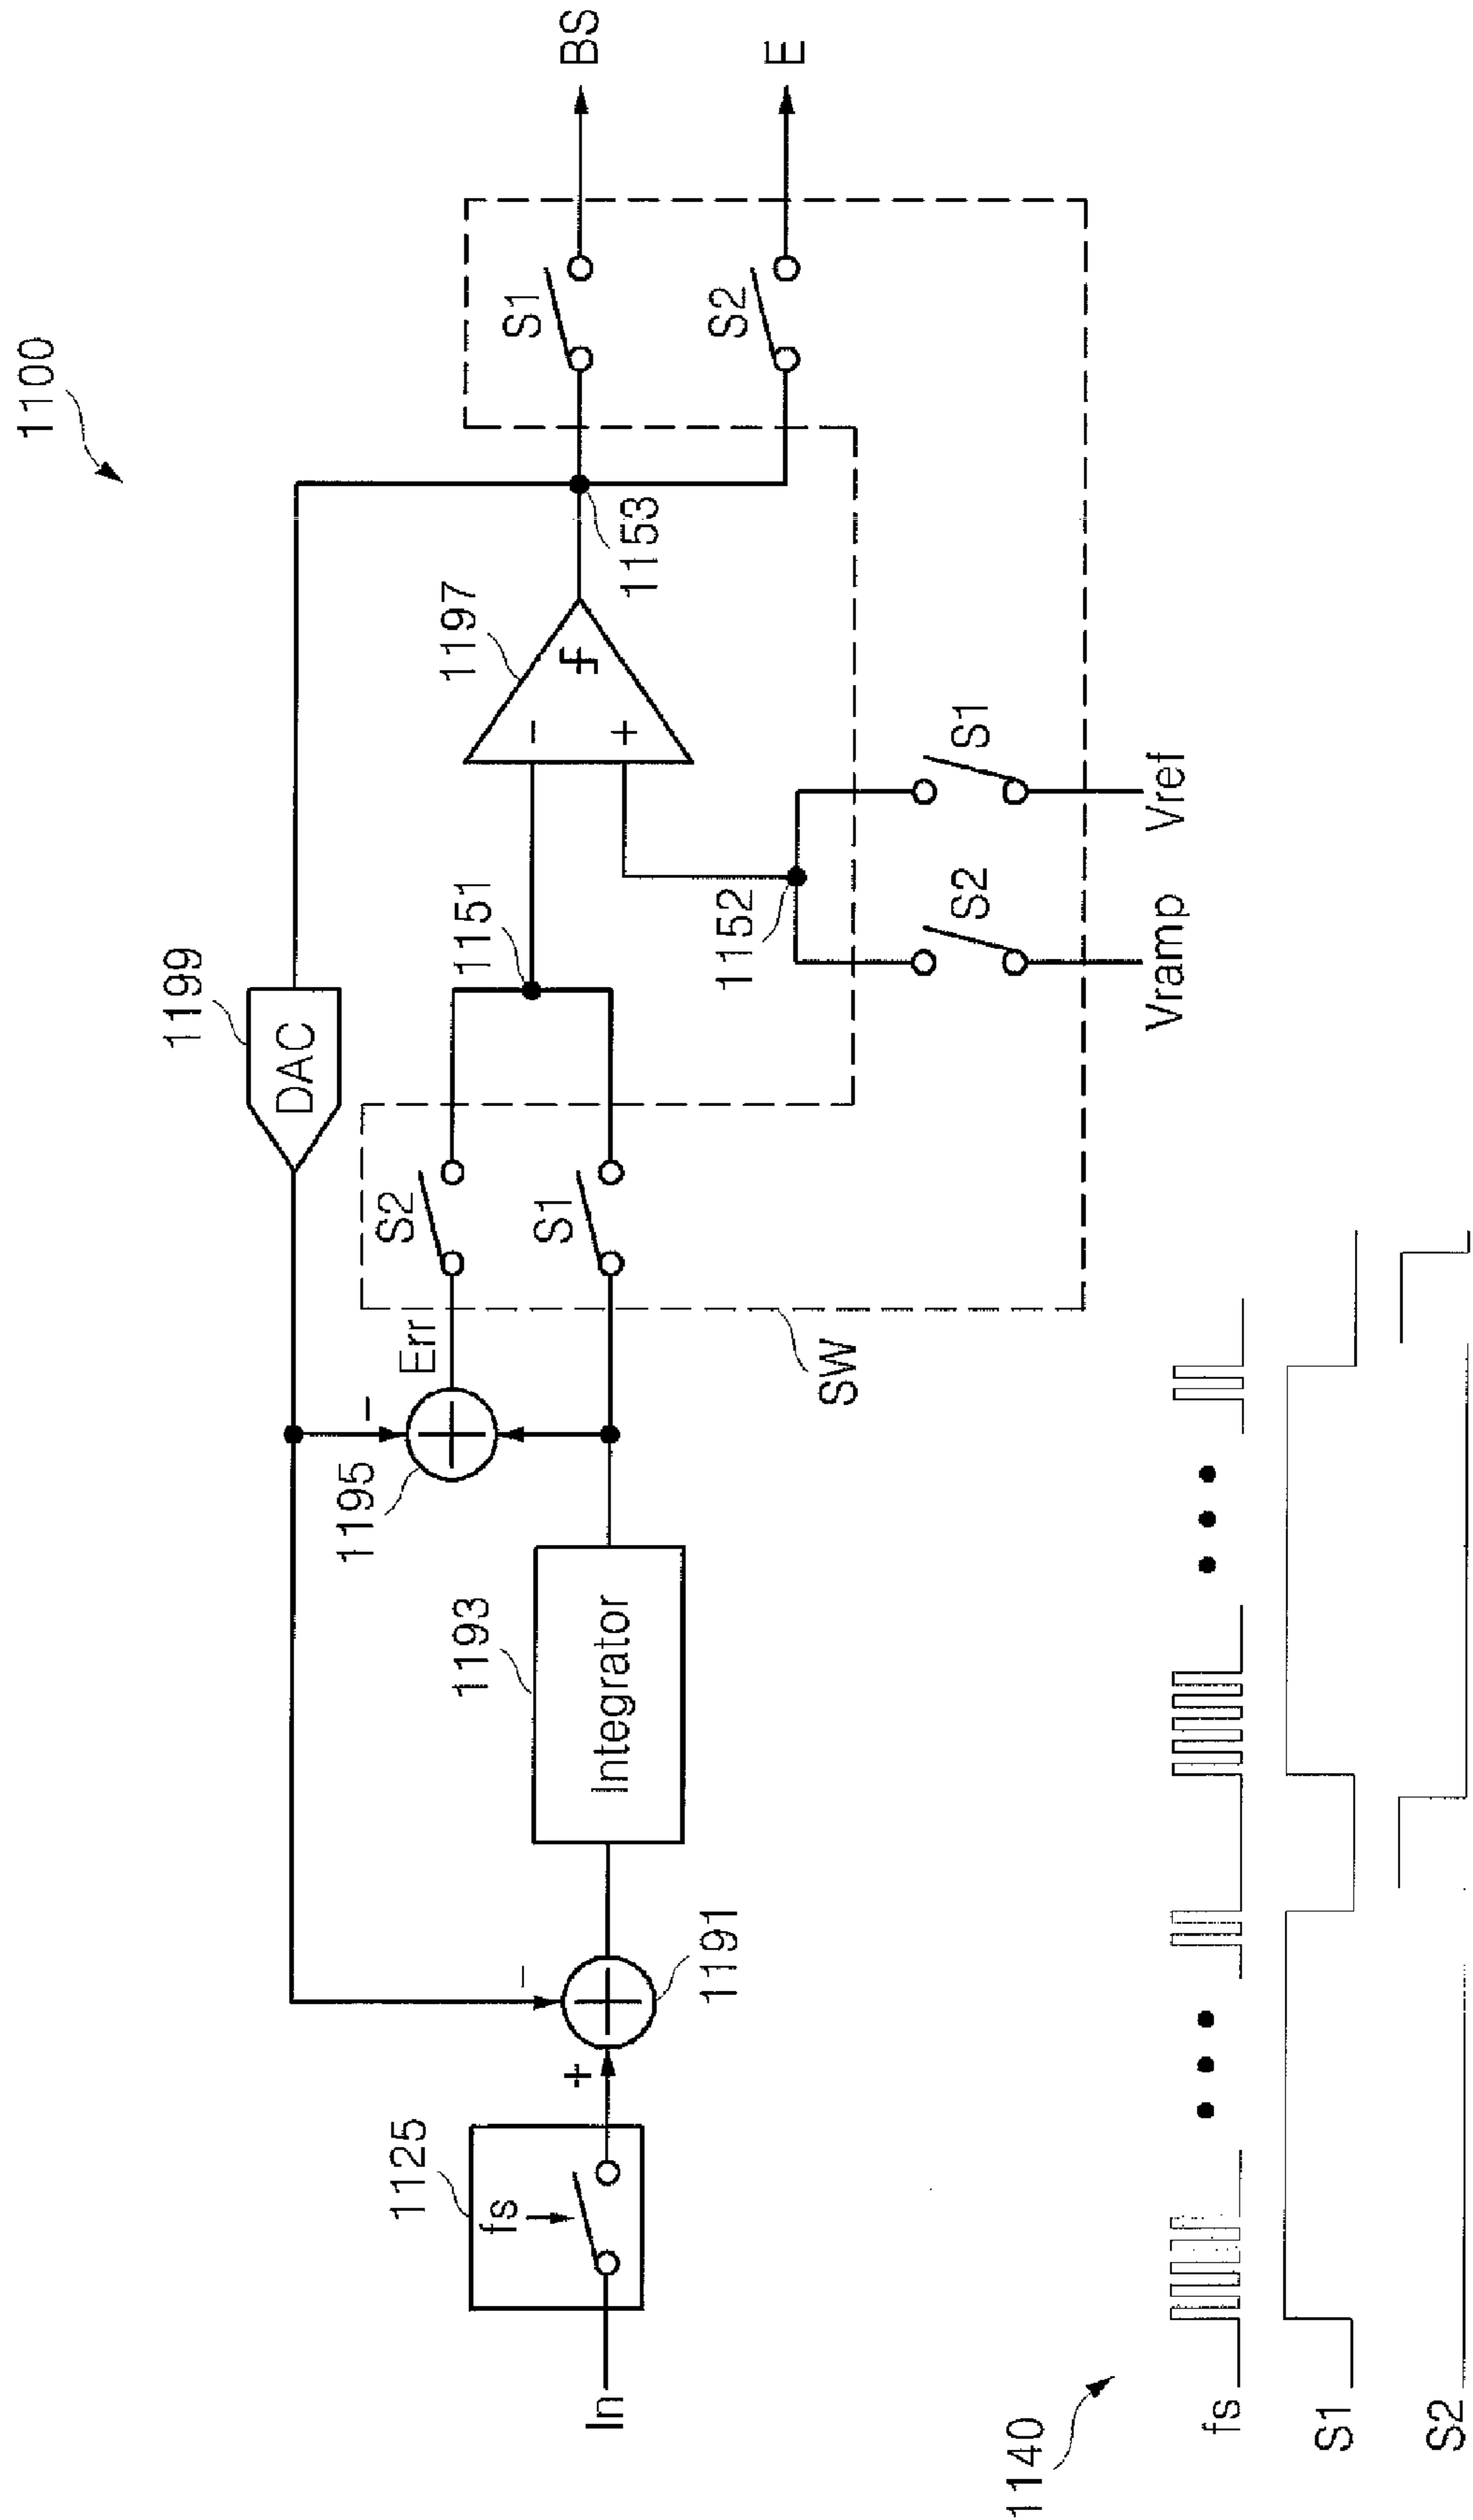 1100
1199
DAC
1197
-
+
1153
S1
BS
S2
E
1151
S2
S1
1152
S2
S1
Vramp
Vref
-
Err
1195
SW
1193
Integrator
-
+
1191
1125
fs
In
1140
fs
S1
S2